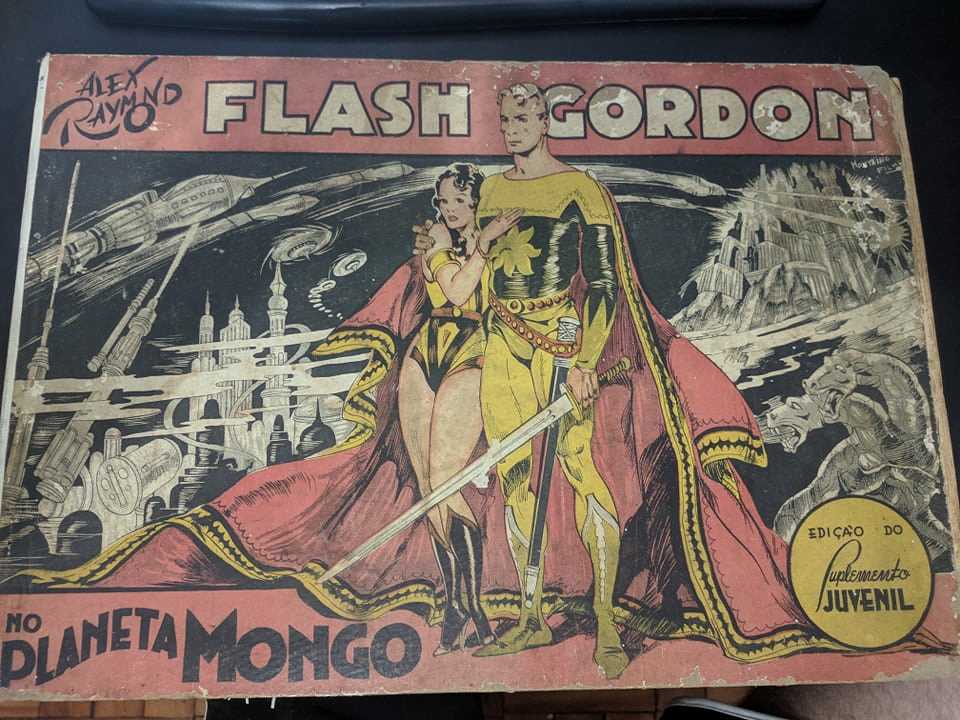 ALEX
RAYMOND
FLASH GORDON
NO
PLANETA MONGO
EDIÇÃO DO
Suplemento
JUVENIL